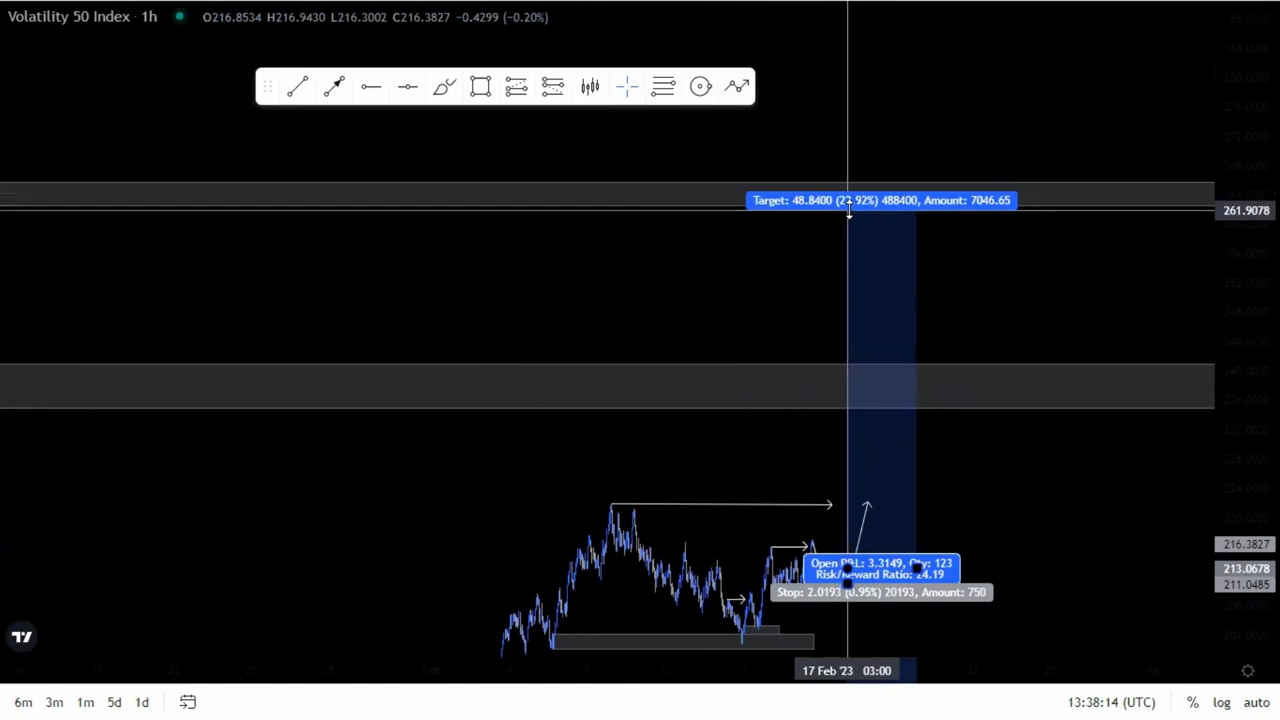 Volatility 50 Index · 1h O216.8534 H216.9430 L216.3002 C216.3827 −0.4299 (−0.20%)
Target: 48.8400 (22.92%) 488400, Amount: 7046.65
261.9078
216.3827
Open P&L: 3.3149, Qty: 123
Risk/Reward Ratio: 24.19
213.0678
211.0485
Stop: 2.0193 (0.95%) 20193, Amount: 750
17 Feb '23 03:00
6m 3m 1m 5d 1d
13:38:14 (UTC) % log auto